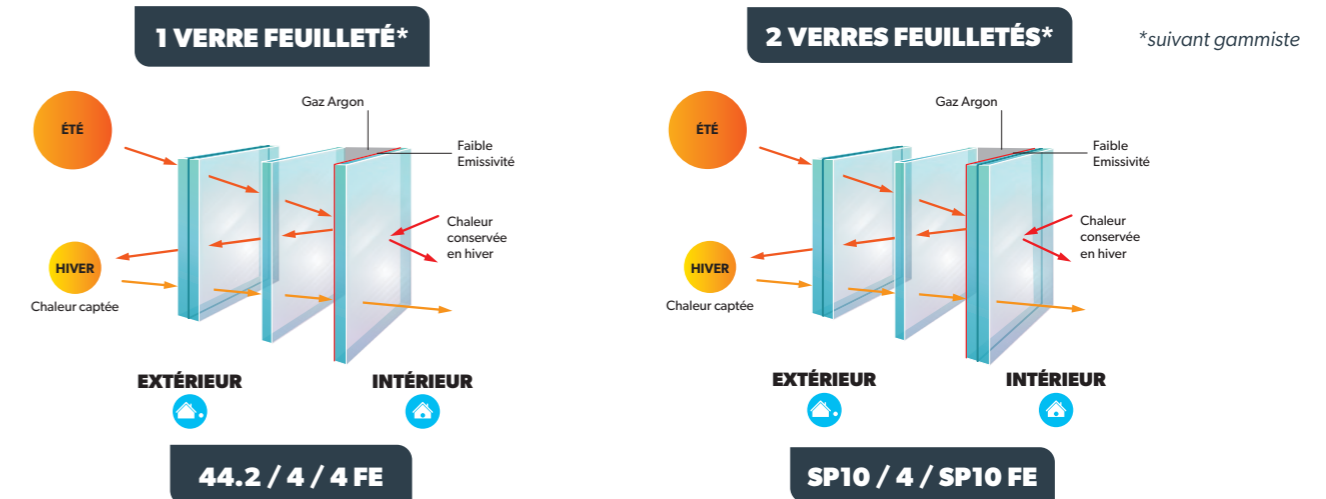 1 VERRE FEUILLETÉ*
ÉTÉ
Gaz Argon
Faible
Emissivité
Chaleur
conservée
en hiver
HIVER
Chaleur captée
EXTÉRIEUR
INTÉRIEUR
44.2 / 4 / 4 FE
2 VERRES FEUILLETÉS*
*suivant gammiste
ÉTÉ
Gaz Argon
Faible
Emissivité
Chaleur
conservée
en hiver
HIVER
Chaleur captée
EXTÉRIEUR
INTÉRIEUR
SP10 / 4 / SP10 FE